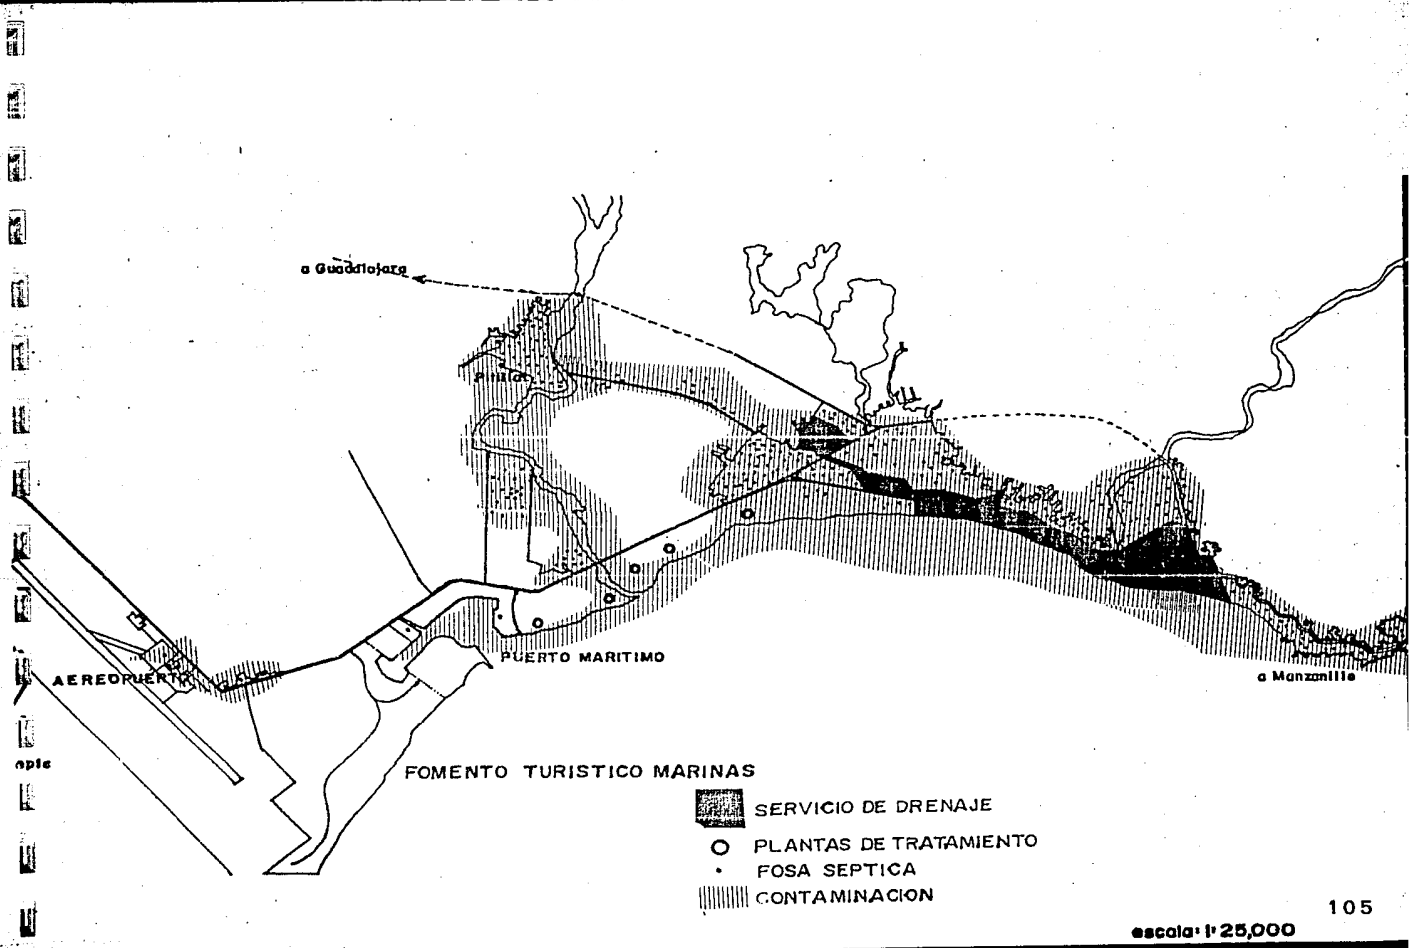 a Guadalajara
Pitillal
PUERTO MARITIMO
AEREOPUERTO
a Manzanillo
FOMENTO TURISTICO MARINAS
SERVICIO DE DRENAJE
PLANTAS DE TRATAMIENTO
FOSA SEPTICA
CONTAMINACION
105
escala: 1:25,000